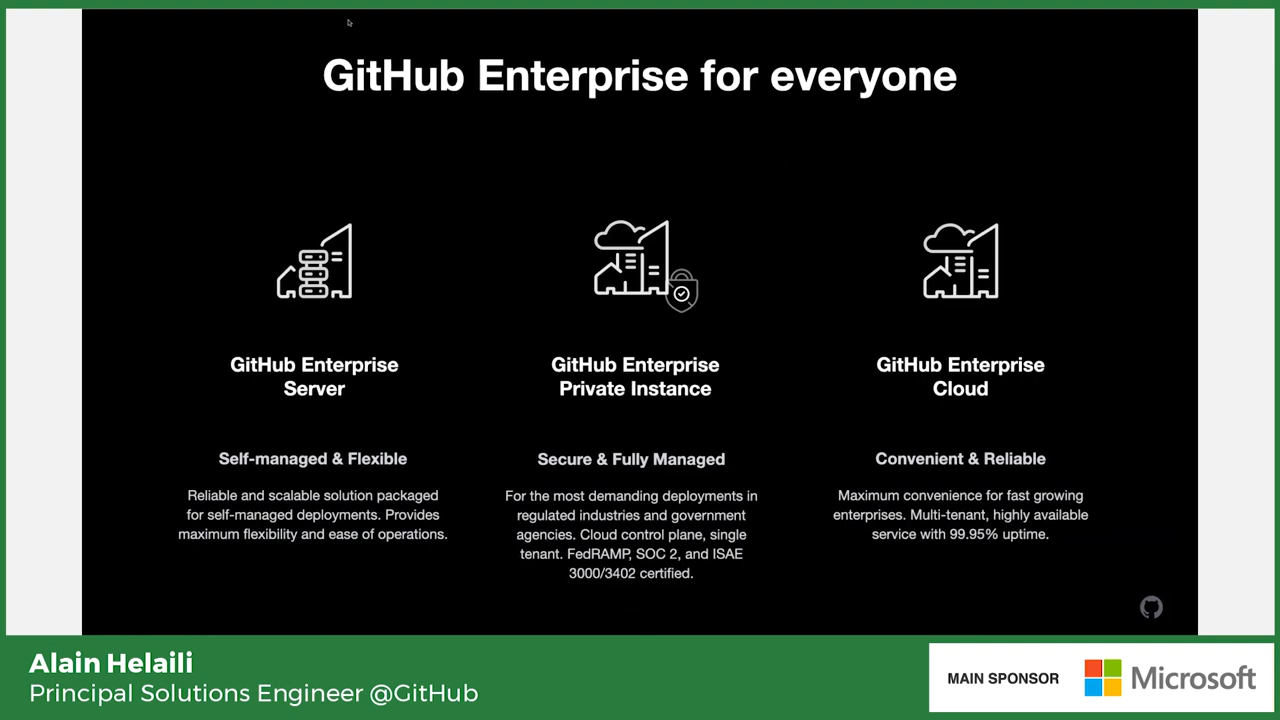 GitHub Enterprise for everyone
GitHub Enterprise
Server
Self-managed & Flexible
Reliable and scalable solution packaged
for self-managed deployments. Provides
maximum flexibility and ease of operations.
GitHub Enterprise
Private Instance
Secure & Fully Managed
For the most demanding deployments in
regulated industries and government
agencies. Cloud control plane, single
tenant. FedRAMP, SOC 2, and ISAE
3000/3402 certified.
GitHub Enterprise
Cloud
Convenient & Reliable
Maximum convenience for fast growing
enterprises. Multi-tenant, highly available
service with 99.95% uptime.
Alain Helaili
Principal Solutions Engineer @GitHub
MAIN SPONSOR
Microsoft